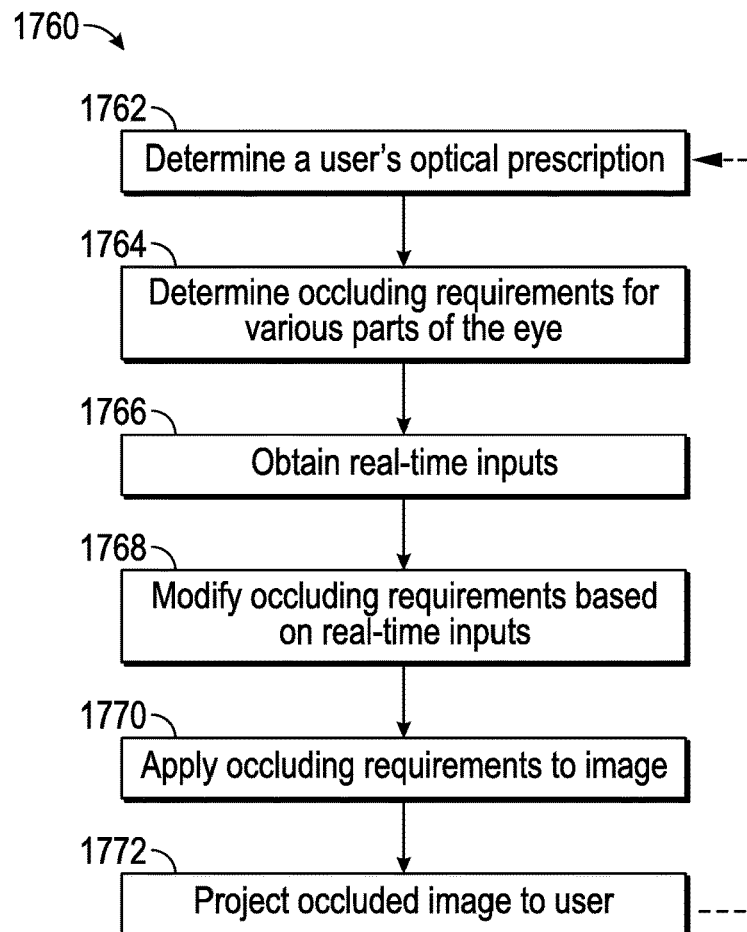 1760
1762
Determine a user's optical prescription
1764
Determine occluding requirements for
various parts of the eye
1766
Obtain real-time inputs
1768
Modify occluding requirements based
on real-time inputs
1770
Apply occluding requirements to image
1772
Project occluded image to user